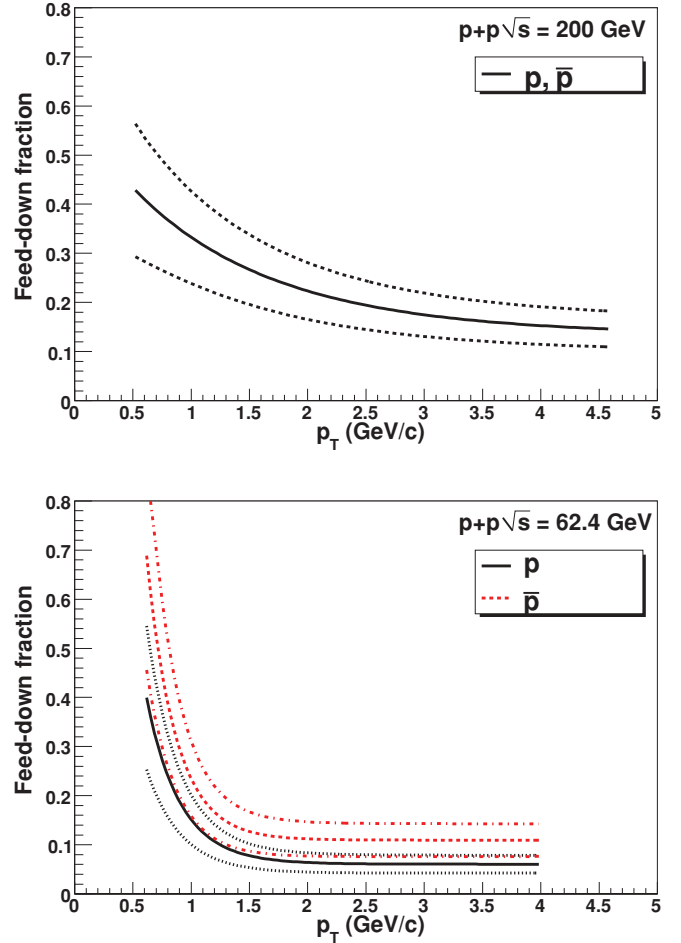 p+p√s = 200 GeV
p, p̅
Feed-down fraction
0.8
0.7
0.6
0.5
0.4
0.3
0.2
0.1
0
0 0.5 1 1.5 2 2.5 3 3.5 4 4.5 5
p_T (GeV/c)
p+p√s = 62.4 GeV
p
p̅
Feed-down fraction
0.8
0.7
0.6
0.5
0.4
0.3
0.2
0.1
0
0 0.5 1 1.5 2 2.5 3 3.5 4 4.5 5
p_T (GeV/c)